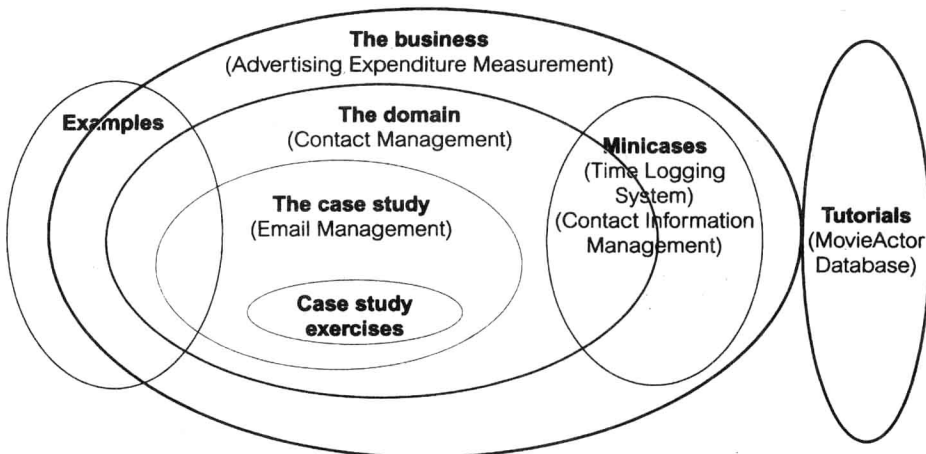 The business
(Advertising Expenditure Measurement)
Examples
The domain
(Contact Management)
Minicases
(Time Logging
System)
(Contact Information
Management)
The case study
(Email Management)
Case study
exercises
Tutorials
(MovieActor
Database)